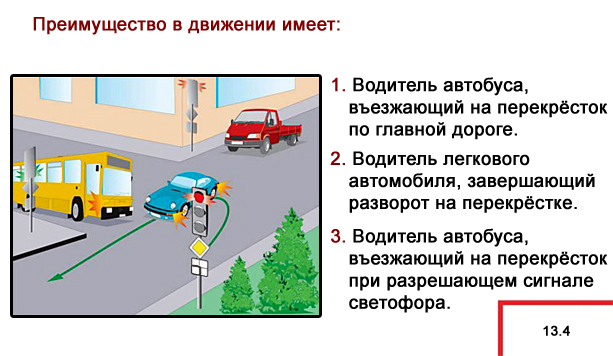 Преимущество в движении имеет:
1. Водитель автобуса,
въезжающий на перекрёсток
по главной дороге.
2. Водитель легкового
автомобиля, завершающий
разворот на перекрёстке.
3. Водитель автобуса,
въезжающий на перекрёсток
при разрешающем сигнале
светофора.
13.4